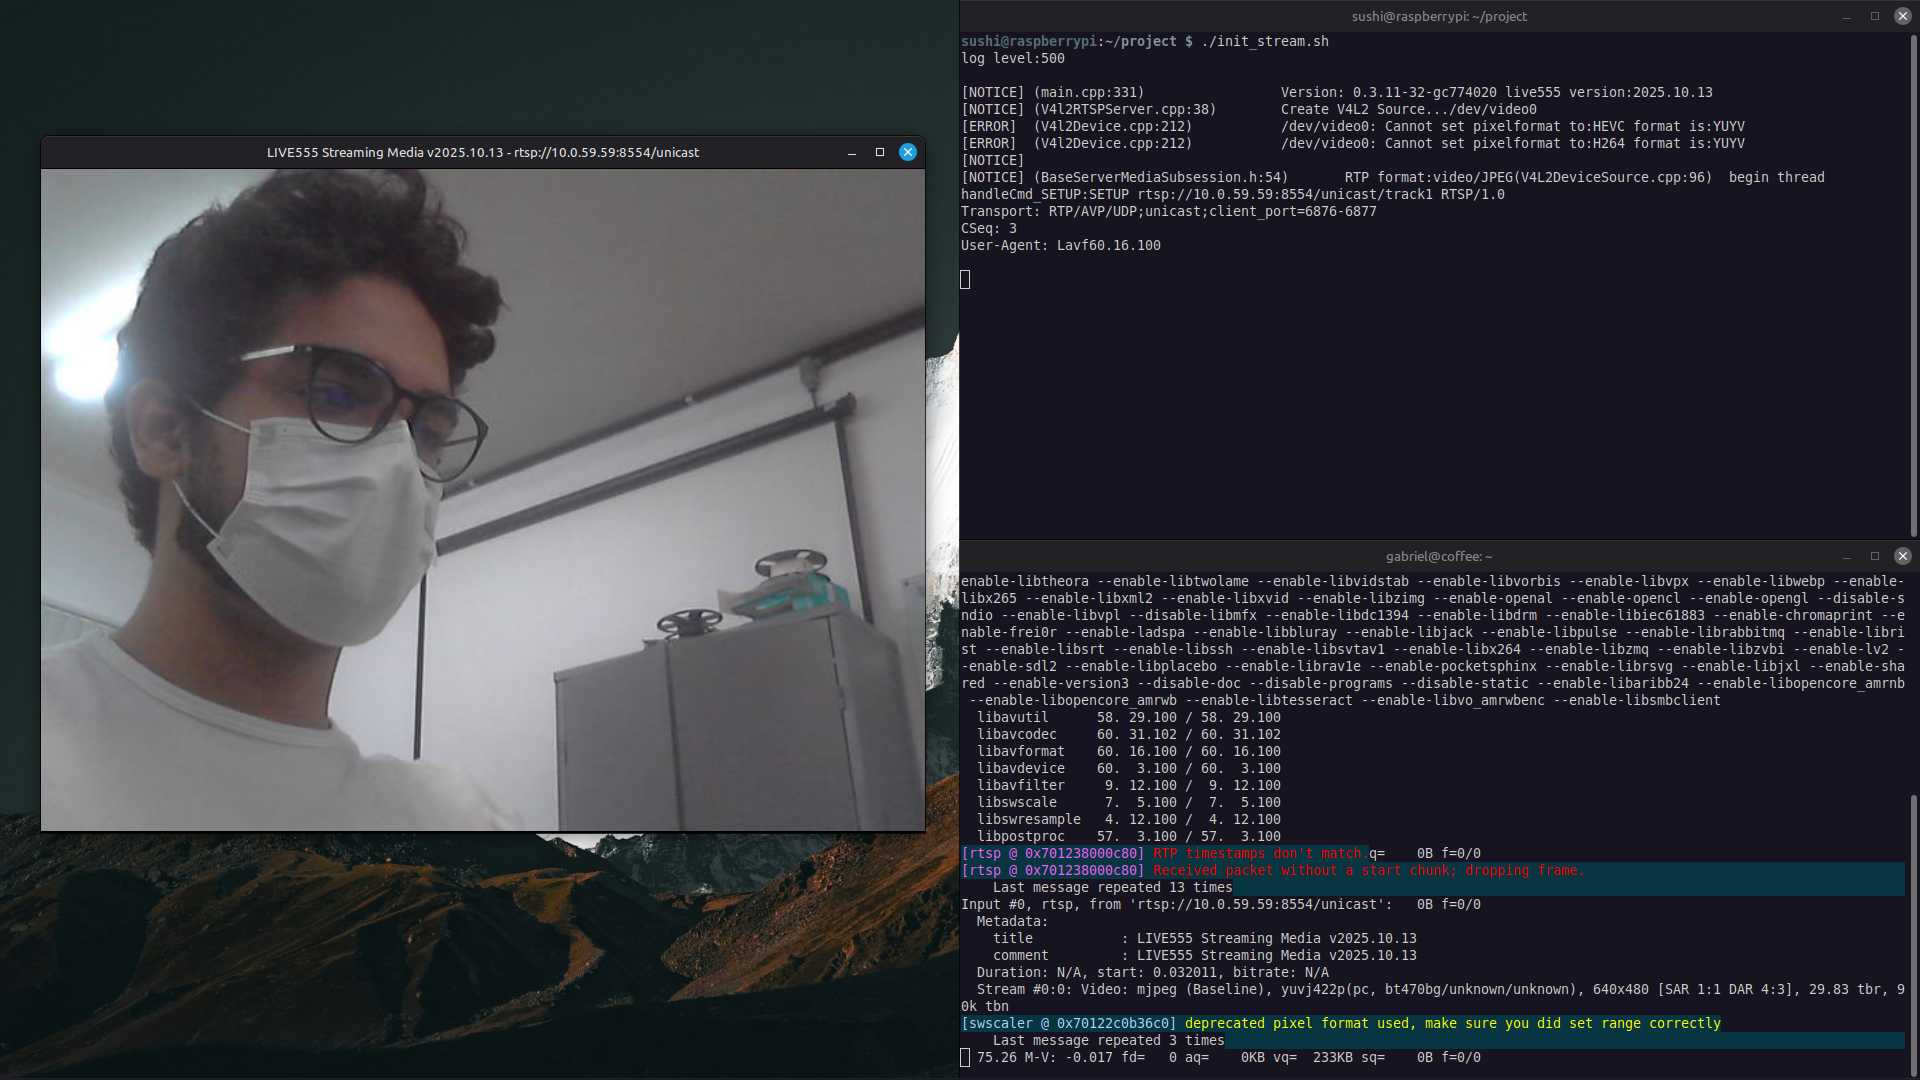 LIVE555 Streaming Media v2025.10.13 - rtsp://10.0.59.59:8554/unicast
sushi@raspberrypi: ~/project
sushi@raspberrypi:~/project $ ./init_stream.sh
log level:500
[NOTICE] (main.cpp:331)                 Version: 0.3.11-32-gc774020 live555 version:2025.10.13
[NOTICE] (V4l2RTSPServer.cpp:38)        Create V4L2 Source.../dev/video0
[ERROR]  (V4l2Device.cpp:212)           /dev/video0: Cannot set pixelformat to:HEVC format is:YUYV
[ERROR]  (V4l2Device.cpp:212)           /dev/video0: Cannot set pixelformat to:H264 format is:YUYV
[NOTICE]
[NOTICE] (BaseServerMediaSubsession.h:54)       RTP format:video/JPEG(V4L2DeviceSource.cpp:96)  begin thread
handleCmd_SETUP:SETUP rtsp://10.0.59.59:8554/unicast/track1 RTSP/1.0
Transport: RTP/AVP/UDP;unicast;client_port=6876-6877
CSeq: 3
User-Agent: Lavf60.16.100
gabriel@coffee: ~
enable-libtheora --enable-libtwolame --enable-libvidstab --enable-libvorbis --enable-libvpx --enable-libwebp --enable-
libx265 --enable-libxml2 --enable-libxvid --enable-libzimg --enable-openal --enable-opencl --enable-opengl --disable-s
ndio --enable-libvpl --disable-libmfx --enable-libdc1394 --enable-libdrm --enable-libiec61883 --enable-chromaprint --e
nable-frei0r --enable-ladspa --enable-libbluray --enable-libjack --enable-libpulse --enable-librabbitmq --enable-libri
st --enable-libsrt --enable-libssh --enable-libsvtav1 --enable-libx264 --enable-libzmq --enable-libzvbi --enable-lv2 -
-enable-sdl2 --enable-libplacebo --enable-librav1e --enable-pocketsphinx --enable-librsvg --enable-libjxl --enable-sha
red --enable-version3 --disable-doc --disable-programs --disable-static --enable-libaribb24 --enable-libopencore_amrnb
 --enable-libopencore_amrwb --enable-libtesseract --enable-libvo_amrwbenc --enable-libsmbclient
  libavutil      58. 29.100 / 58. 29.100
  libavcodec     60. 31.102 / 60. 31.102
  libavformat    60. 16.100 / 60. 16.100
  libavdevice    60.  3.100 / 60.  3.100
  libavfilter     9. 12.100 /  9. 12.100
  libswscale      7.  5.100 /  7.  5.100
  libswresample   4. 12.100 /  4. 12.100
  libpostproc    57.  3.100 / 57.  3.100
[rtsp @ 0x701238000c80] RTP timestamps don't match.q=    0B f=0/0
[rtsp @ 0x701238000c80] Received packet without a start chunk; dropping frame.
    Last message repeated 13 times
Input #0, rtsp, from 'rtsp://10.0.59.59:8554/unicast':   0B f=0/0
  Metadata:
    title           : LIVE555 Streaming Media v2025.10.13
    comment         : LIVE555 Streaming Media v2025.10.13
  Duration: N/A, start: 0.032011, bitrate: N/A
  Stream #0:0: Video: mjpeg (Baseline), yuvj422p(pc, bt470bg/unknown/unknown), 640x480 [SAR 1:1 DAR 4:3], 29.83 tbr, 9
0k tbn
[swscaler @ 0x70122c0b36c0] deprecated pixel format used, make sure you did set range correctly
    Last message repeated 3 times
  75.26 M-V: -0.017 fd=   0 aq=    0KB vq=  233KB sq=    0B f=0/0